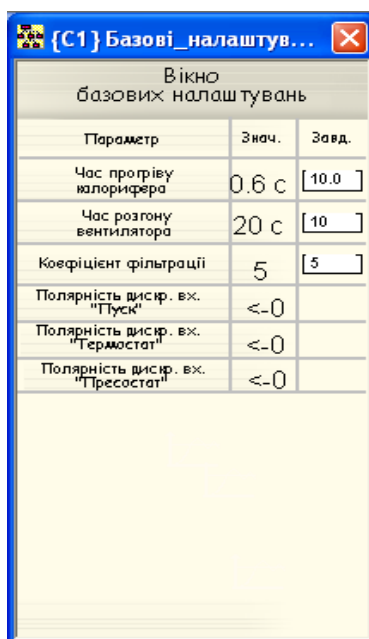 {C1} Базові_налаштув...
Вікно
базових налаштувань
Параметр Знач. Завд.
Час прогріву
калорифера
0.6 с [10.0 ]
Час розгону
вентилятора
20 с [10 ]
Коефіцієнт фільтрації 5 [5 ]
Полярність дискр. вх.
"Пуск"
<-0
Полярність дискр. вх.
"Термостат"
<-0
Полярність дискр. вх.
"Пресостат"
<-0